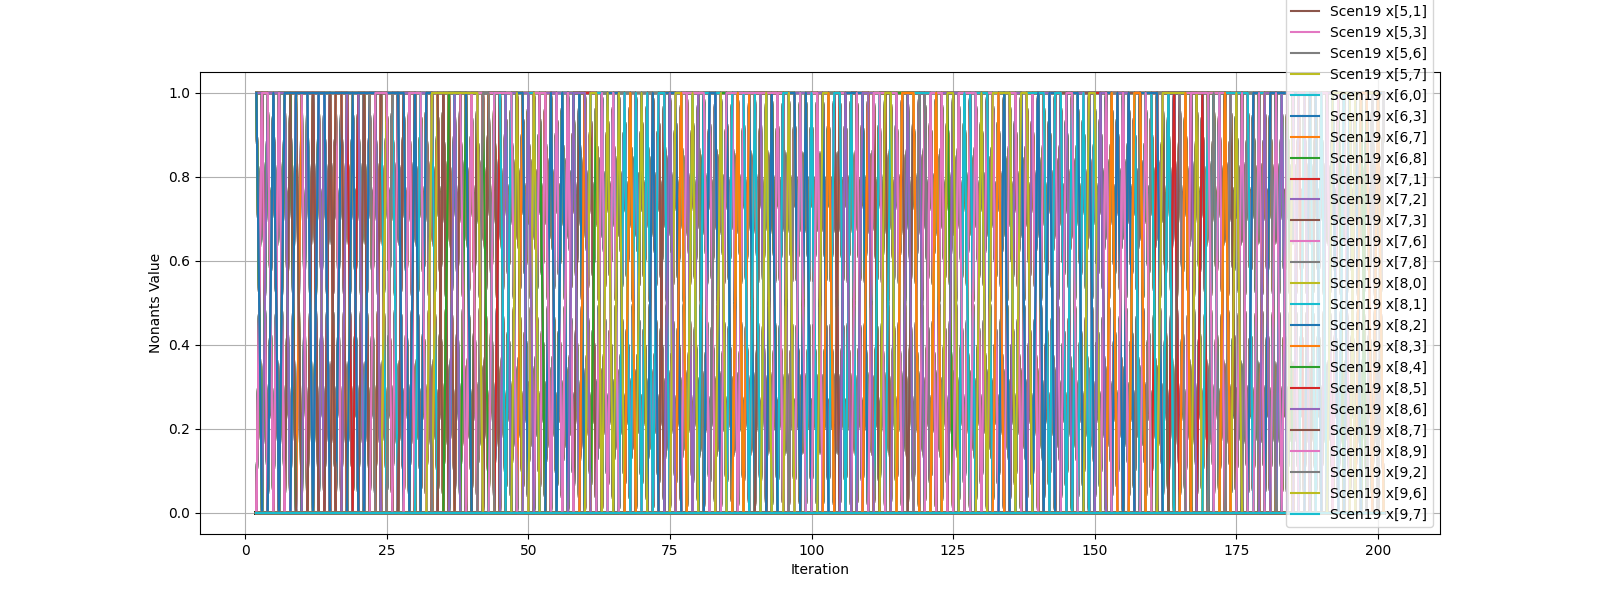 Scen19 x[5,1]
Scen19 x[5,3]
Scen19 x[5,6]
Scen19 x[5,7]
Scen19 x[6,0]
Scen19 x[6,3]
Scen19 x[6,7]
Scen19 x[6,8]
Scen19 x[7,1]
Scen19 x[7,2]
Scen19 x[7,3]
Scen19 x[7,6]
Scen19 x[7,8]
Scen19 x[8,0]
Scen19 x[8,1]
Scen19 x[8,2]
Scen19 x[8,3]
Scen19 x[8,4]
Scen19 x[8,5]
Scen19 x[8,6]
Scen19 x[8,7]
Scen19 x[8,9]
Scen19 x[9,2]
Scen19 x[9,6]
Scen19 x[9,7]
Nonants Value
1.0
0.8
0.6
0.4
0.2
0.0
0 25 50 75 100 125 150 175 200
Iteration